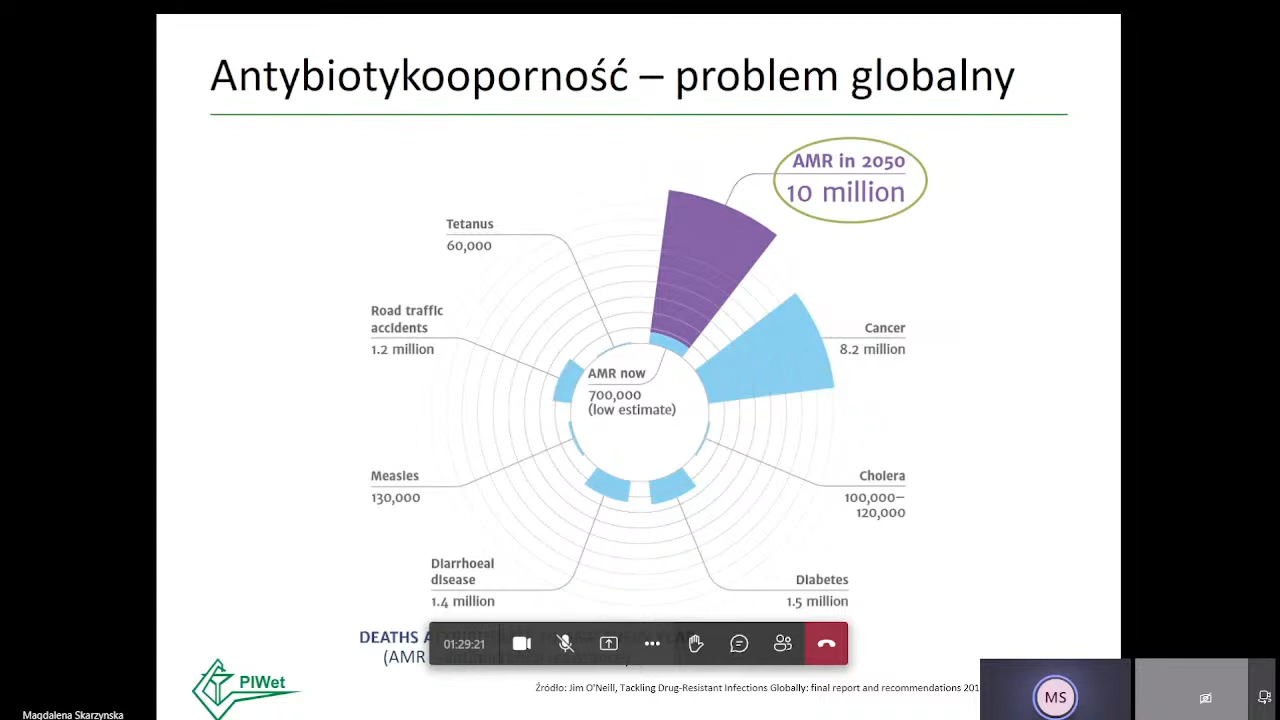 Antybiotykooporność – problem globalny
AMR in 2050
10 million
Tetanus
60,000
Road traffic
accidents
1.2 million
Cancer
8.2 million
AMR now
700,000
(low estimate)
Measles
130,000
Cholera
100,000–
120,000
Diarrhoeal
disease
1.4 million
Diabetes
1.5 million
DEATHS
(AMR
01:29:21
PIWet
Źródło: Jim O'Neill, Tackling Drug-Resistant Infections Globally: final report and recommendations 201
MS
Magdalena Skarzynska